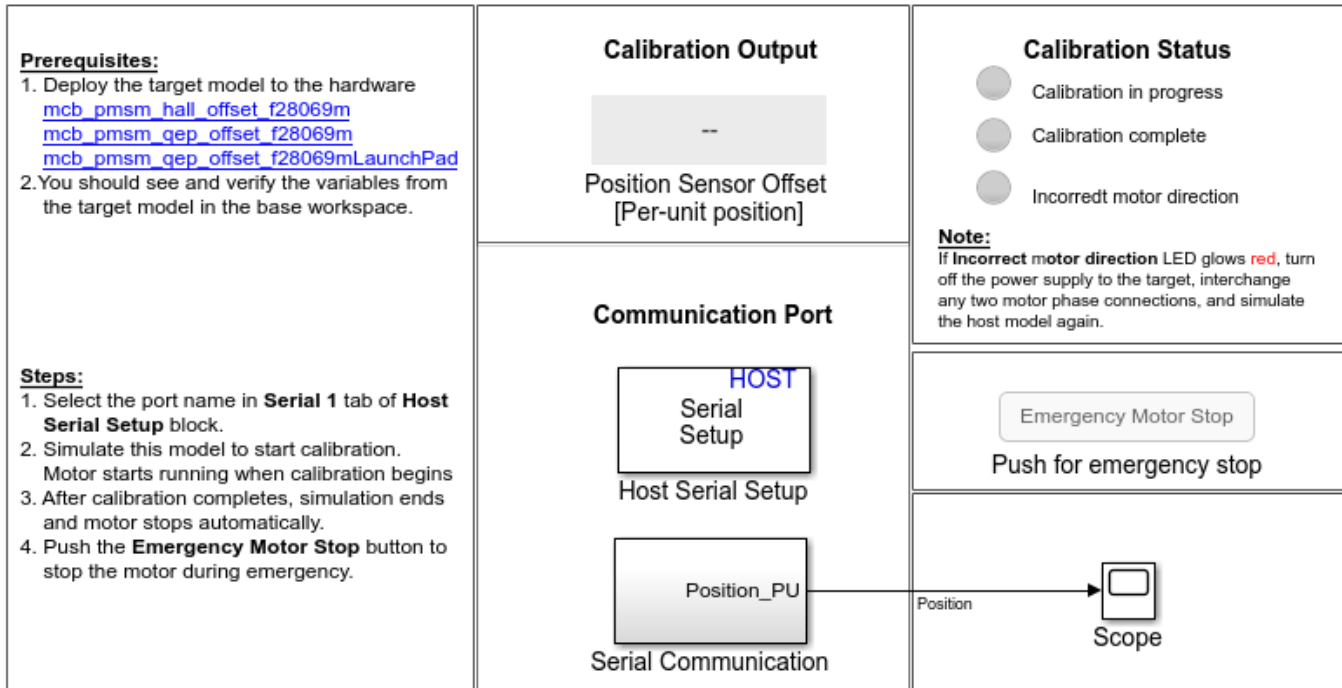 Prerequisites:
1. Deploy the target model to the hardware
mcb_pmsm_hall_offset_f28069m
mcb_pmsm_qep_offset_f28069m
mcb_pmsm_qep_offset_f28069mLaunchPad
2.You should see and verify the variables from
the target model in the base workspace.
Steps:
1. Select the port name in Serial 1 tab of Host
Serial Setup block.
2. Simulate this model to start calibration.
Motor starts running when calibration begins
3. After calibration completes, simulation ends
and motor stops automatically.
4. Push the Emergency Motor Stop button to
stop the motor during emergency.
Calibration Output
--
Position Sensor Offset
[Per-unit position]
Communication Port
HOST
Serial
Setup
Host Serial Setup
Position_PU
Serial Communication
Calibration Status
Calibration in progress
Calibration complete
Incorredt motor direction
Note:
If Incorrect motor direction LED glows red, turn
off the power supply to the target, interchange
any two motor phase connections, and simulate
the host model again.
Emergency Motor Stop
Push for emergency stop
Position
Scope